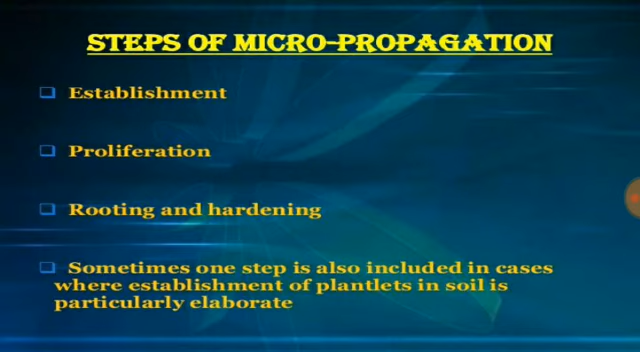 STEPS OF MICRO-PROPAGATION
Establishment
Proliferation
Rooting and hardening
Sometimes one step is also included in cases
where establishment of plantlets in soil is
particularly elaborate